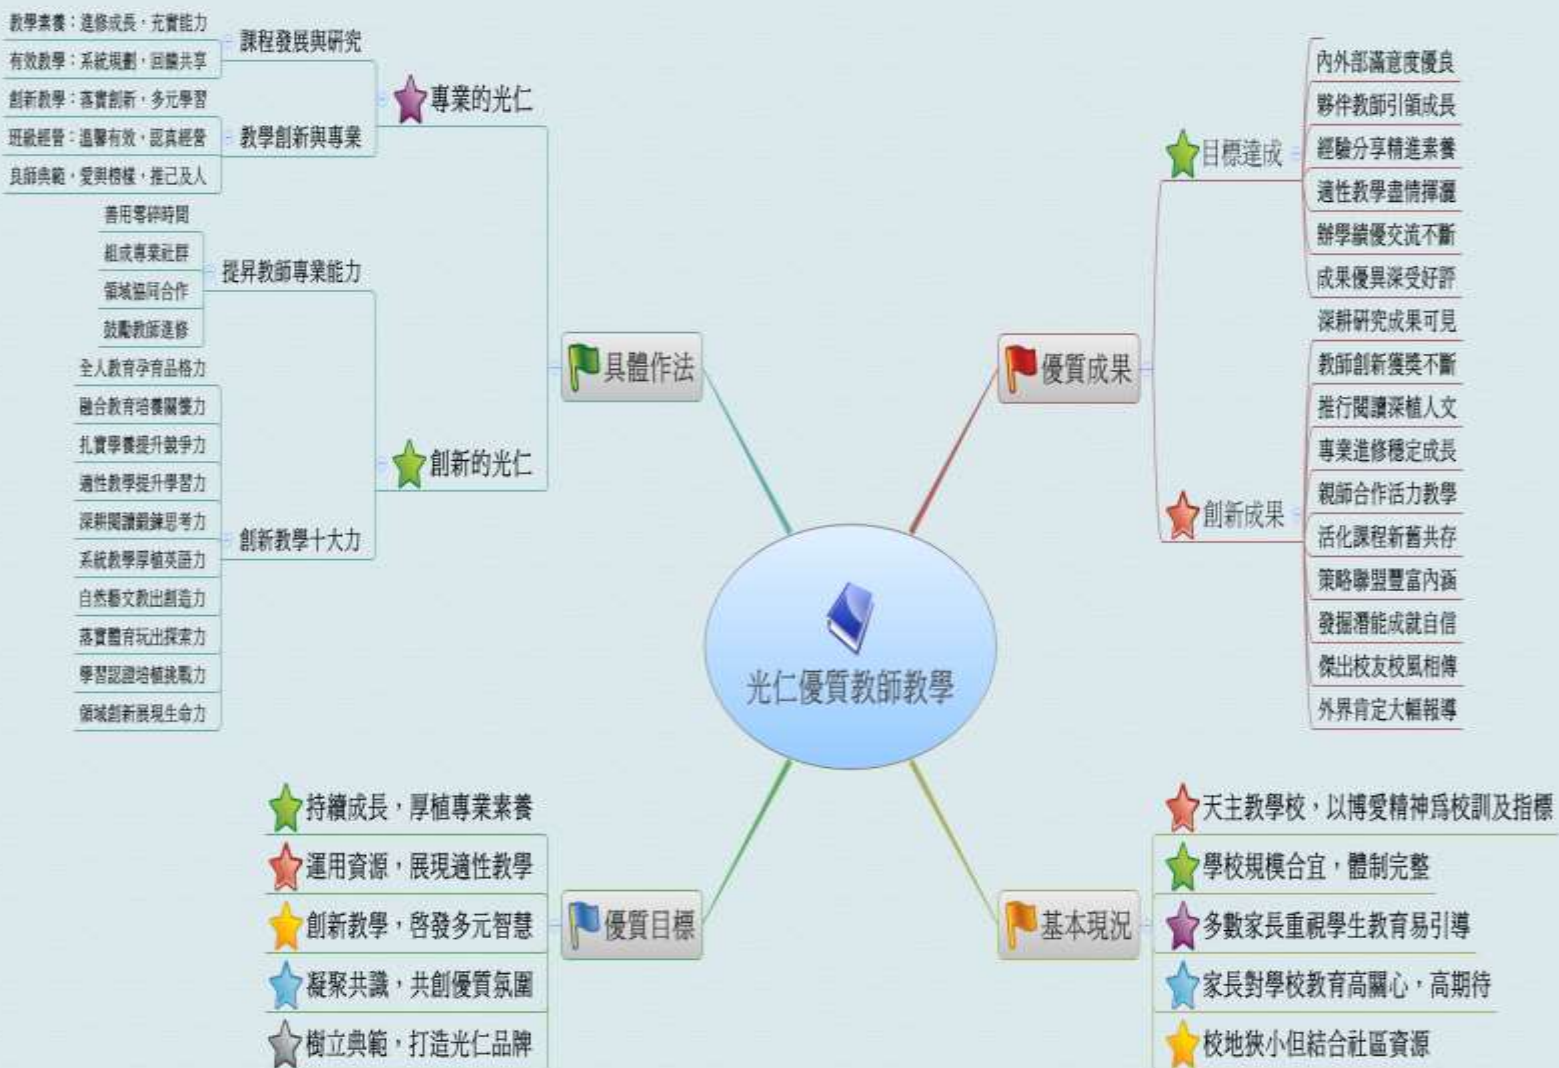 教學素養：進修成長，充實能力
有效教學：系統規劃，回饋共享
課程發展與研究
創新教學：落實創新，多元學習
班級經營：溫馨有效，認真經營
良師典範，愛與榜樣，推己及人
教學創新與專業
專業的光仁
善用零碎時間
組成專業社群
領域協同合作
鼓勵教師進修
提昇教師專業能力
全人教育孕育品格力
融合教育培養關懷力
扎實學養提升競爭力
適性教學提升學習力
深耕閱讀鍛鍊思考力
系統教學厚植英語力
自然藝文教出創造力
落實體育玩出探索力
學習認證培植挑戰力
領域創新展現生命力
創新教學十大力
創新的光仁
具體作法
優質成果
目標達成
內外部滿意度優良
夥伴教師引領成長
經驗分享精進素養
適性教學盡情揮灑
辦學績優交流不斷
成果優異深受好評
創新成果
深耕研究成果可見
教師創新獲獎不斷
推行閱讀深植人文
專業進修穩定成長
親師合作活力教學
活化課程新舊共存
策略聯盟豐富內涵
發掘潛能成就自信
傑出校友校風相傳
外界肯定大幅報導
光仁優質教師教學
持續成長，厚植專業素養
運用資源，展現適性教學
創新教學，啓發多元智慧
凝聚共識，共創優質氛圍
樹立典範，打造光仁品牌
優質目標
基本現況
天主教學校，以博愛精神爲校訓及指標
學校規模合宜，體制完整
多數家長重視學生教育易引導
家長對學校教育高關心，高期待
校地狹小但結合社區資源